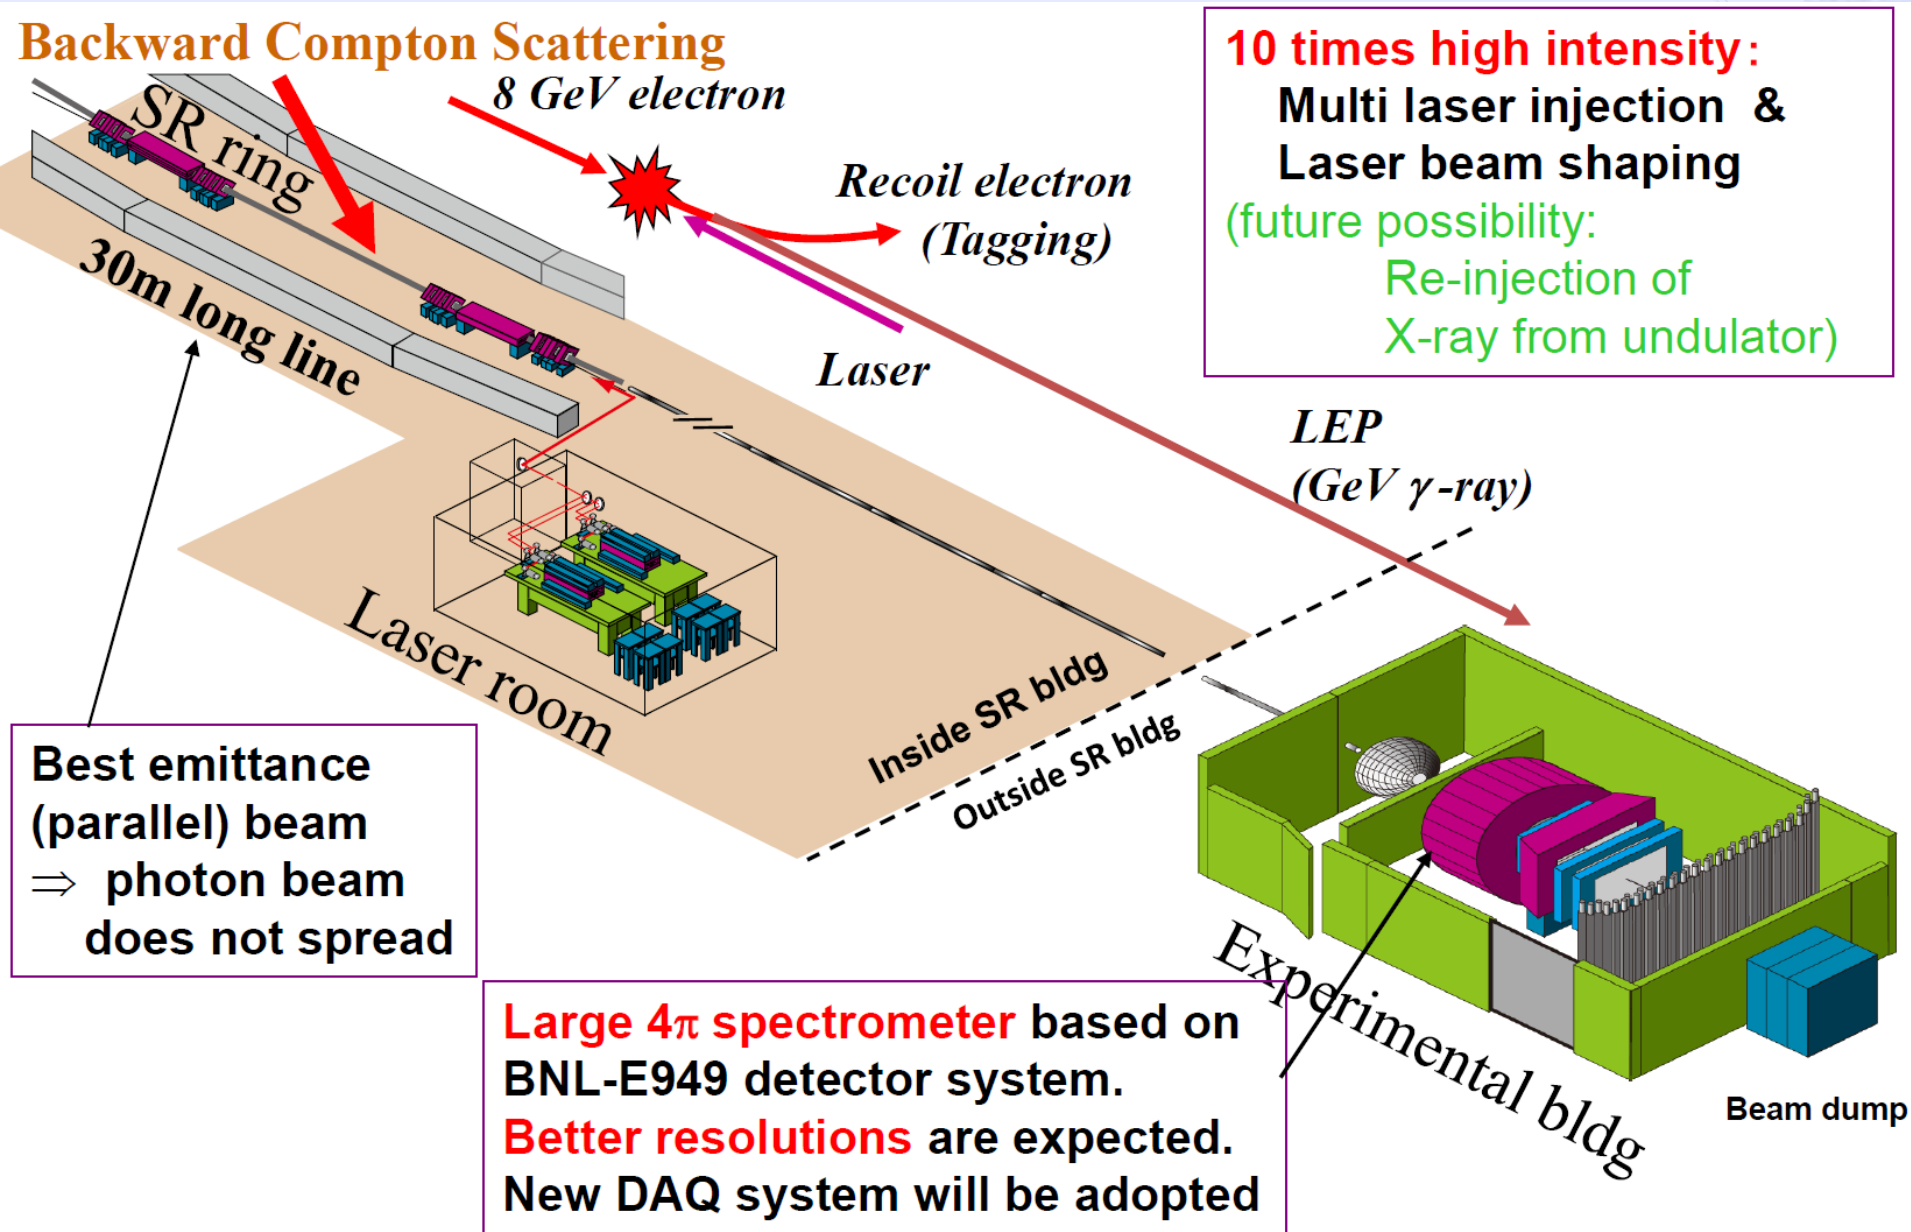 Backward Compton Scattering
8 GeV electron
SR ring
30m long line
Recoil electron
(Tagging)
Laser
10 times high intensity:
Multi laser injection &
Laser beam shaping
(future possibility:
Re-injection of
X-ray from undulator)
LEP
(GeV γ-ray)
Laser room
Inside SR bldg
Outside SR bldg
Best emittance
(parallel) beam
⇒ photon beam
does not spread
Large 4π spectrometer based on
BNL-E949 detector system.
Better resolutions are expected.
New DAQ system will be adopted
Experimental bldg
Beam dump